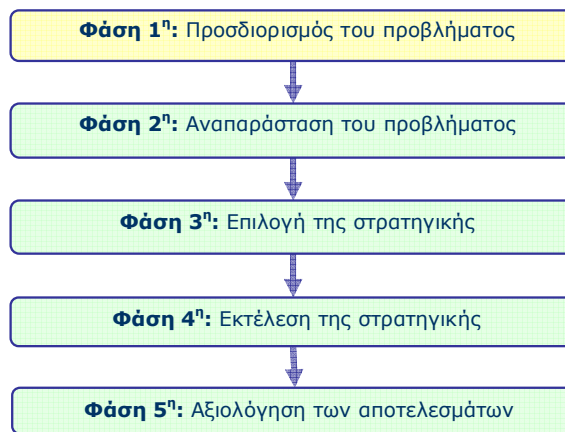 Φάση 1η: Προσδιορισμός του προβλήματος
Φάση 2η: Αναπαράσταση του προβλήματος
Φάση 3η: Επιλογή της στρατηγικής
Φάση 4η: Εκτέλεση της στρατηγικής
Φάση 5η: Αξιολόγηση των αποτελεσμάτων